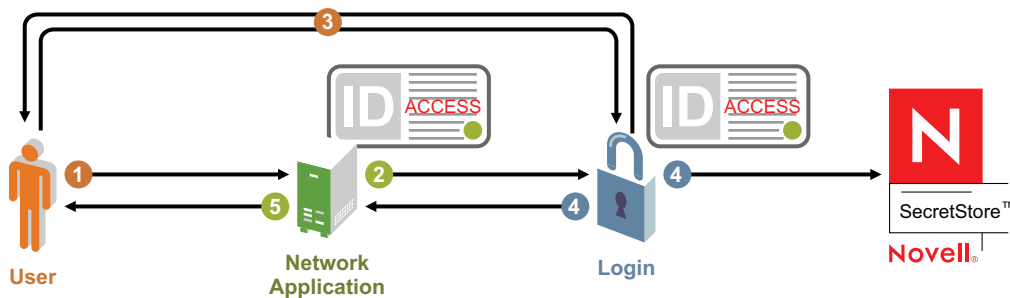 3
ID
ACCESS
ID
ACCESS
N
1
2
4
5
4
SecretStore™
Novell®
User
Network
Application
Login